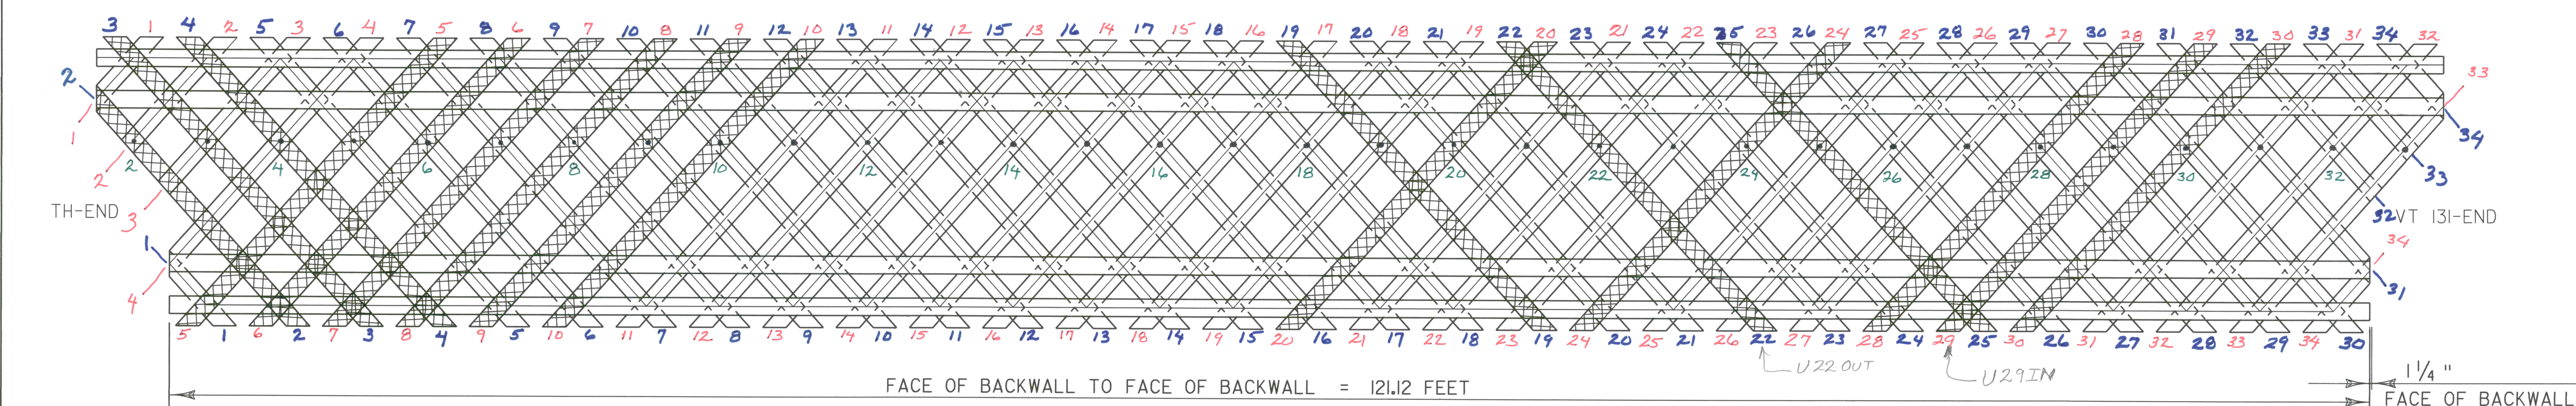 3 1 4 2 5 3 6 4 7 5 8 6 9 7 10 8 11 9 12 10 13 11 14 12 15 13 16 14 17 15 18 16 19 17 20 18 21 19 22 20 23 21 24 22 25 23 26 24 27 25 28 26 29 27 30 28 31 29 32 30 33 31 34 32
2 33
1 34
2 2 4 6 8 10 12 14 16 18 20 22 24 26 28 30 32 33
TH-END 3 32 VT 131-END
1 34
4 31
5 1 6 2 7 3 8 4 9 5 10 6 11 7 12 8 13 9 14 10 15 11 16 12 17 13 18 14 19 15 20 16 21 17 22 18 23 19 24 20 25 21 26 22 27 23 28 24 29 25 30 26 31 27 32 28 33 29 34 30
U22 OUT
U29 IN
1 1/4 "
FACE OF BACKWALL TO FACE OF BACKWALL = 121.12 FEET
FACE OF BACKWALL